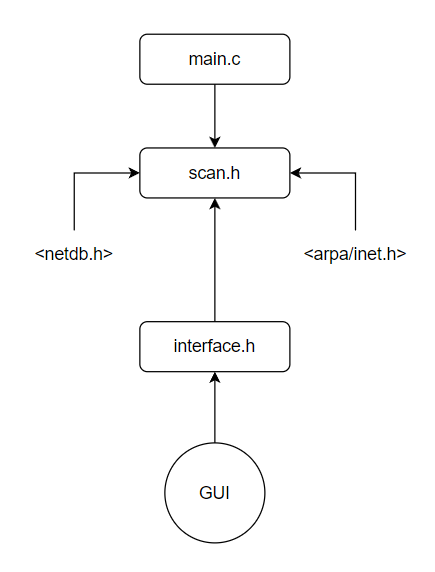 main.c
scan.h
<netdb.h>
<arpa/inet.h>
interface.h
GUI